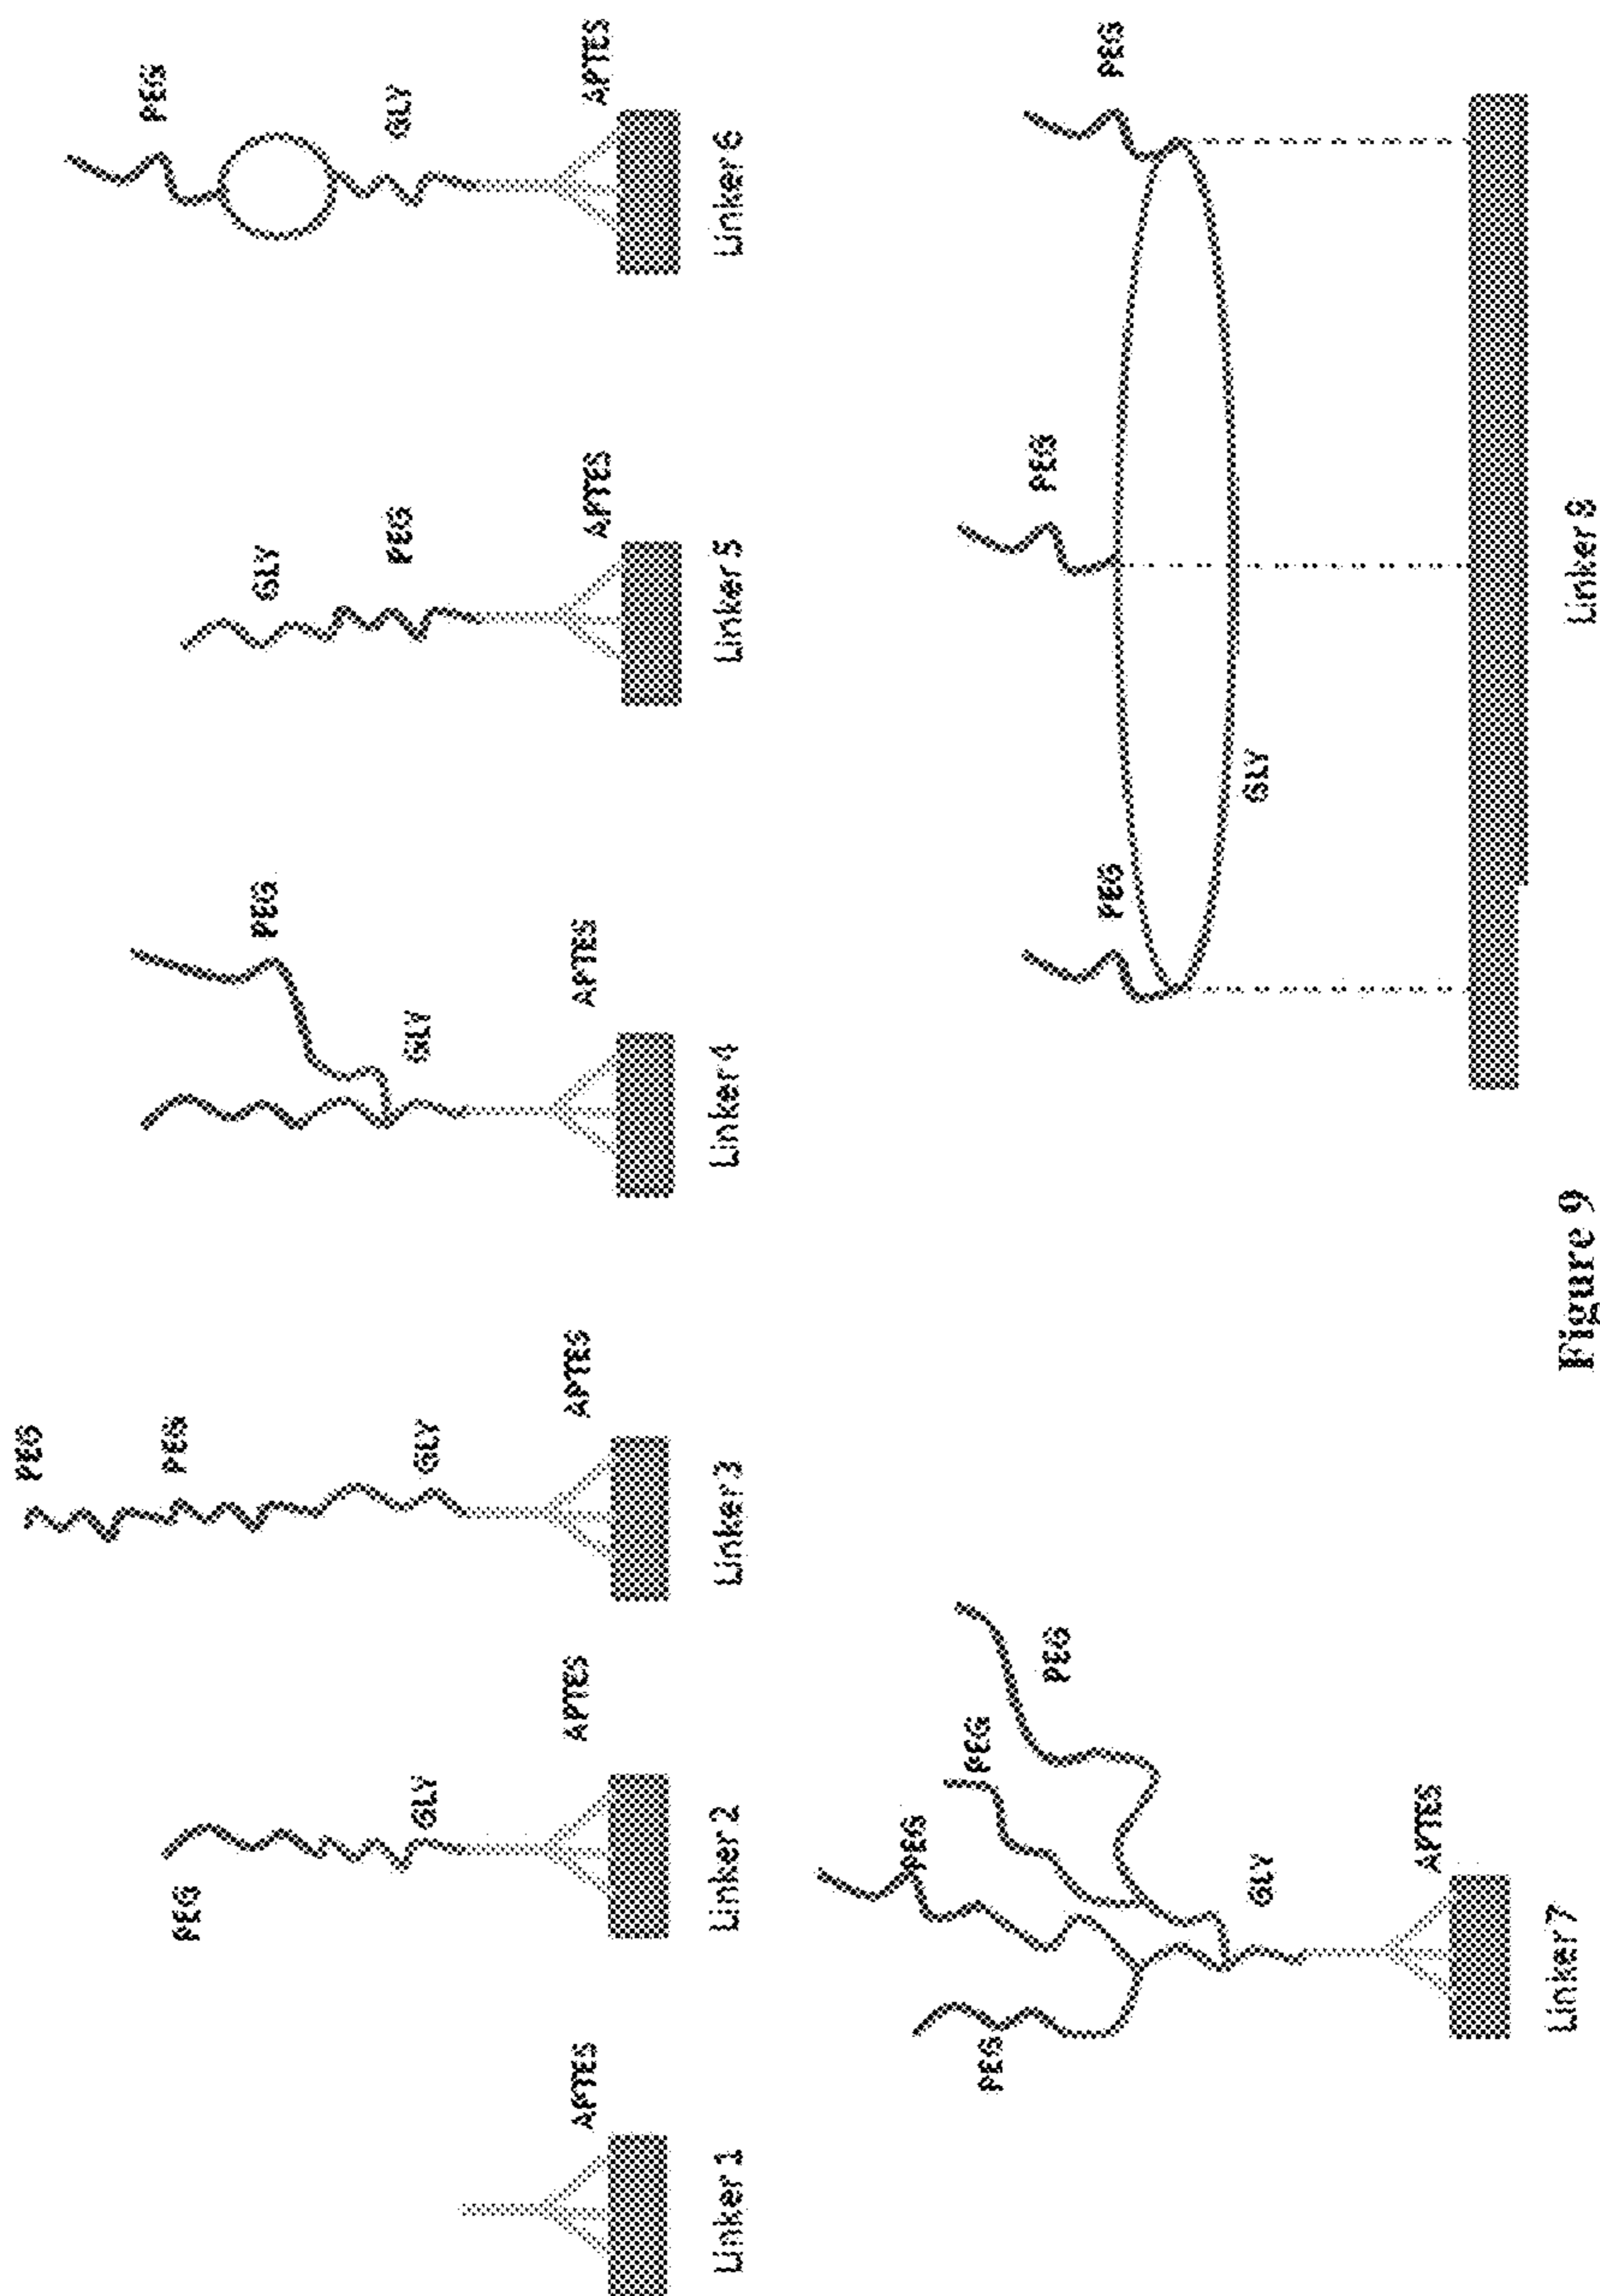 APTES
Linker 1
PEG
GLY
APTES
Linker 2
PEG
PEG
GLY
APTES
Linker 3
PEG
GLY
APTES
Linker 4
GLY
PEG
APTES
Linker 5
PEG
GLY
APTES
Linker 6
PEG
PEG
PEG
PEG
GLY
APTES
Linker 7
PEG
PEG
PEG
GLY
Linker 8
Figure 9